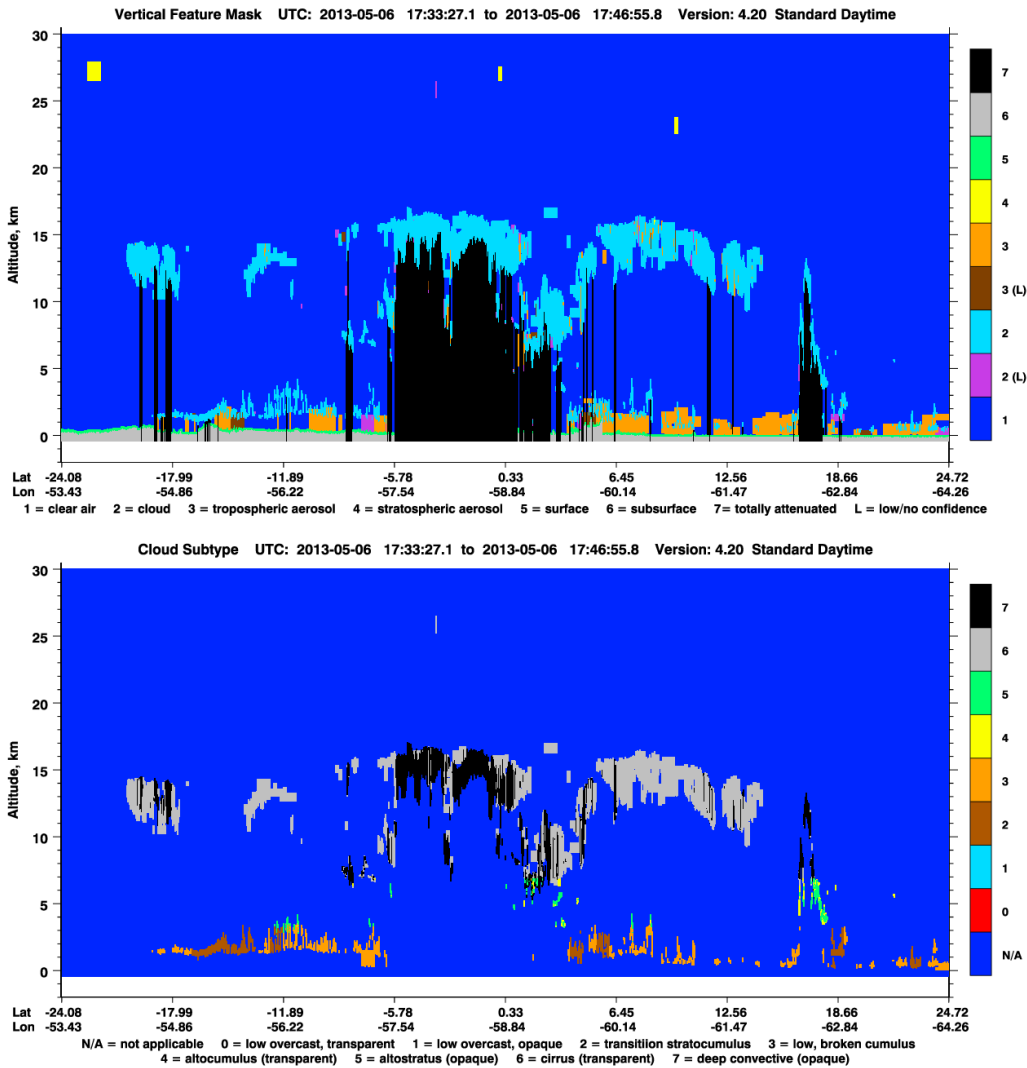 Vertical Feature Mask UTC: 2013-05-06 17:33:27.1 to 2013-05-06 17:46:55.8 Version: 4.20 Standard Daytime
30
25
20
15
10
5
0
Altitude, km
7
6
5
4
3
3 (L)
2
2 (L)
1
Lat -24.08 -17.99 -11.89 -5.78 0.33 6.45 12.56 18.66 24.72
Lon -53.43 -54.86 -56.22 -57.54 -58.84 -60.14 -61.47 -62.84 -64.26
1 = clear air 2 = cloud 3 = tropospheric aerosol 4 = stratospheric aerosol 5 = surface 6 = subsurface 7= totally attenuated L = low/no confidence
Cloud Subtype UTC: 2013-05-06 17:33:27.1 to 2013-05-06 17:46:55.8 Version: 4.20 Standard Daytime
30
25
20
15
10
5
0
Altitude, km
7
6
5
4
3
2
1
0
N/A
Lat -24.08 -17.99 -11.89 -5.78 0.33 6.45 12.56 18.66 24.72
Lon -53.43 -54.86 -56.22 -57.54 -58.84 -60.14 -61.47 -62.84 -64.26
N/A = not applicable 0 = low overcast, transparent 1 = low overcast, opaque 2 = transitiion stratocumulus 3 = low, broken cumulus
4 = altocumulus (transparent) 5 = altostratus (opaque) 6 = cirrus (transparent) 7 = deep convective (opaque)